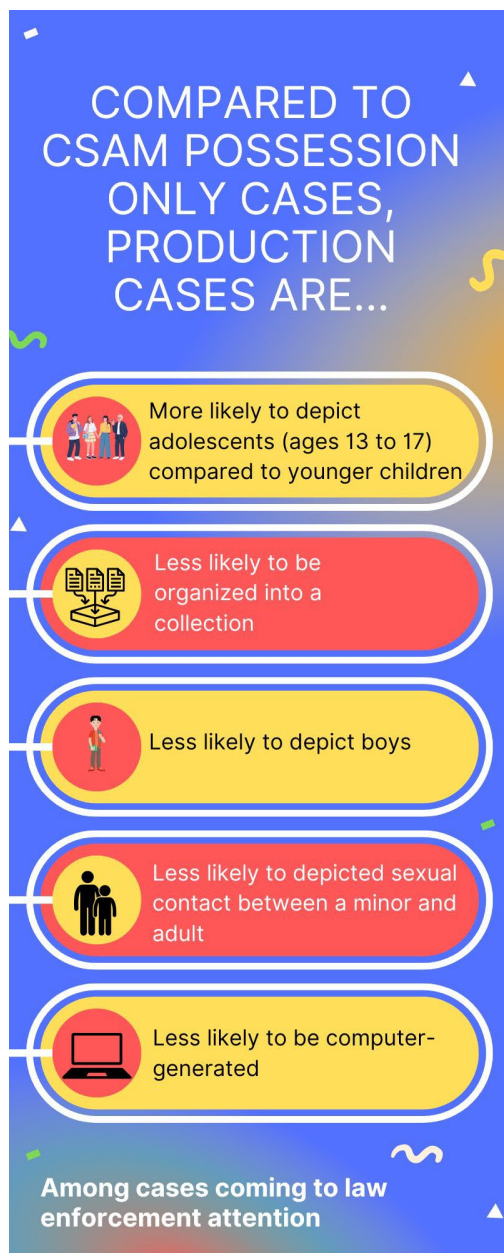 COMPARED TO
CSAM POSSESSION
ONLY CASES,
PRODUCTION
CASES ARE...
More likely to depict
adolescents (ages 13 to 17)
compared to younger children
Less likely to be
organized into a
collection
Less likely to depict boys
Less likely to depicted sexual
contact between a minor and
adult
Less likely to be computer-
generated
Among cases coming to law
enforcement attention